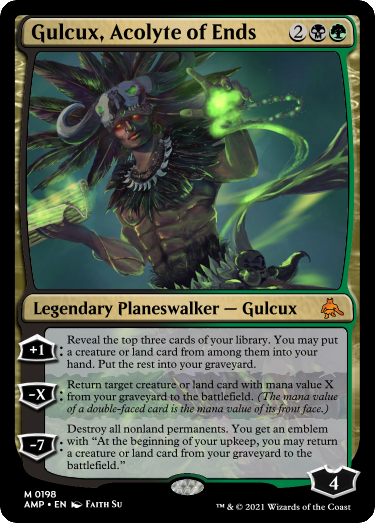 Gulcux, Acolyte of Ends 2
Legendary Planeswalker — Gulcux
+1: Reveal the top three cards of your library. You may put
a creature or land card from among them into your
hand. Put the rest into your graveyard.
-X: Return target creature or land card with mana value X
from your graveyard to the battlefield. (The mana value
of a double-faced card is the mana value of its front face.)
-7: Destroy all nonland permanents. You get an emblem
with “At the beginning of your upkeep, you may return
a creature or land card from your graveyard to the
battlefield.”
4
M 0198
AMP • EN Faith Su
™ & © 2021 Wizards of the Coast